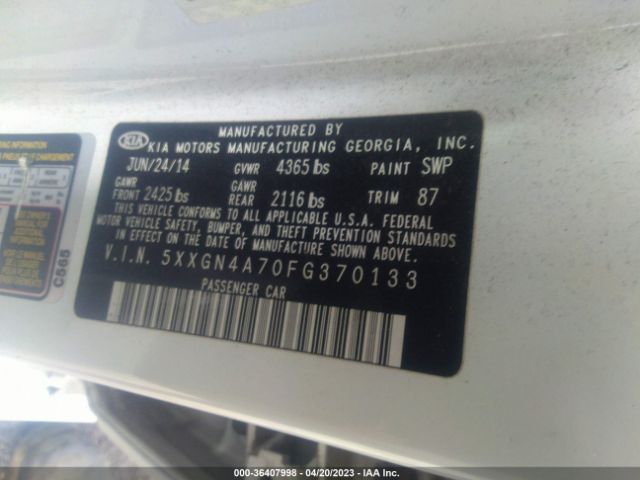 MANUFACTURED BY
KIA
KIA MOTORS MANUFACTURING GEORGIA, INC.
JUN/24/14 GVWR 4365 lbs PAINT SWP
GAWR GAWR
FRONT 2425 lbs REAR 2116 lbs TRIM 87
THIS VEHICLE CONFORMS TO ALL APPLICABLE U.S.A. FEDERAL
MOTOR VEHICLE SAFETY, BUMPER, AND THEFT PREVENTION STANDARDS
IN EFFECT ON THE DATE OF MANUFACTURE SHOWN ABOVE.
V.I.N. 5XXGN4A70FG370133
PASSENGER CAR
INFORMATION
CHARGEMENT
C565
000-36407998 - 04/20/2023 - IAA Inc.